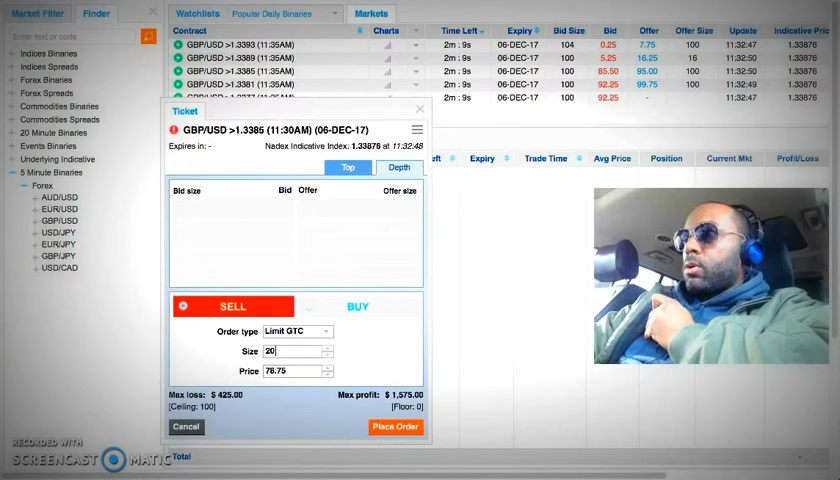 Market Filter Finder Watchlists Popular Daily Binaries Markets
Enter text or code
Contract Charts Time Left Expiry Bid Size Bid Offer Offer Size Update Indicative Pric
GBP/USD >1.3393 (11:35AM) 2m : 9s 06-DEC-17 104 0.25 7.75 100 11:32:47 1.33876
GBP/USD >1.3389 (11:35AM) 2m : 9s 06-DEC-17 100 5.25 16.25 16 11:32:50 1.33876
GBP/USD >1.3385 (11:35AM) 2m : 9s 06-DEC-17 100 85.50 95.00 100 11:32:50 1.33876
GBP/USD >1.3381 (11:35AM) 2m : 9s 06-DEC-17 100 92.25 99.75 100 11:32:49 1.33876
GBP/USD >1.3377 (11:35AM) 2m : 9s 06-DEC-17 100 92.25 - 11:32:47 1.33876
Indices Binaries
Indices Spreads
Forex Binaries
Forex Spreads
Commodities Binaries
Commodities Spreads
20 Minute Binaries
Events Binaries
Underlying Indicative
5 Minute Binaries
Forex
AUD/USD
EUR/USD
GBP/USD
USD/JPY
EUR/JPY
GBP/JPY
USD/CAD
Ticket
GBP/USD >1.3385 (11:30AM) (06-DEC-17)
Expires in: - Nadex Indicative Index: 1.33876 at 11:32:48
Top Depth
Bid size Bid Offer Offer size
SELL BUY
Order type Limit GTC
Size 20
Price 78.75
Max loss: $ 425.00 Max profit: $ 1,575.00
[Ceiling: 100] [Floor: 0]
Cancel Place Order
eft Expiry Trade Time Avg Price Position Current Mkt Profit/Loss
Total -
RECORDED WITH
SCREENCAST MATIC